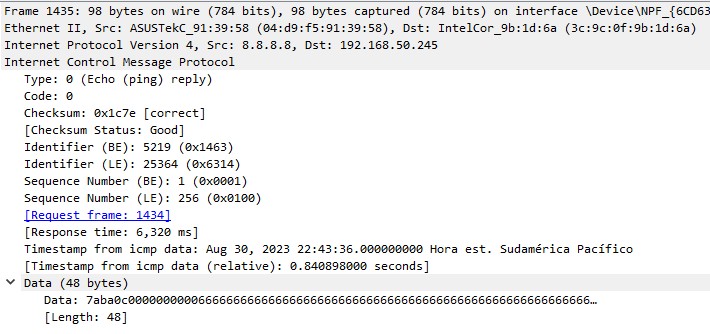 Frame 1435: 98 bytes on wire (784 bits), 98 bytes captured (784 bits) on interface \Device\NPF_{6CD63
Ethernet II, Src: ASUSTekC_91:39:58 (04:d9:f5:91:39:58), Dst: IntelCor_9b:1d:6a (3c:9c:0f:9b:1d:6a)
Internet Protocol Version 4, Src: 8.8.8.8, Dst: 192.168.50.245
Internet Control Message Protocol
Type: 0 (Echo (ping) reply)
Code: 0
Checksum: 0x1c7e [correct]
[Checksum Status: Good]
Identifier (BE): 5219 (0x1463)
Identifier (LE): 25364 (0x6314)
Sequence Number (BE): 1 (0x0001)
Sequence Number (LE): 256 (0x0100)
[Request frame: 1434]
[Response time: 6,320 ms]
Timestamp from icmp data: Aug 30, 2023 22:43:36.000000000 Hora est. Sudamérica Pacífico
[Timestamp from icmp data (relative): 0.840898000 seconds]
Data (48 bytes)
Data: 7aba0c0000000000666666666666666666666666666666666666666666666666666666666666…
[Length: 48]